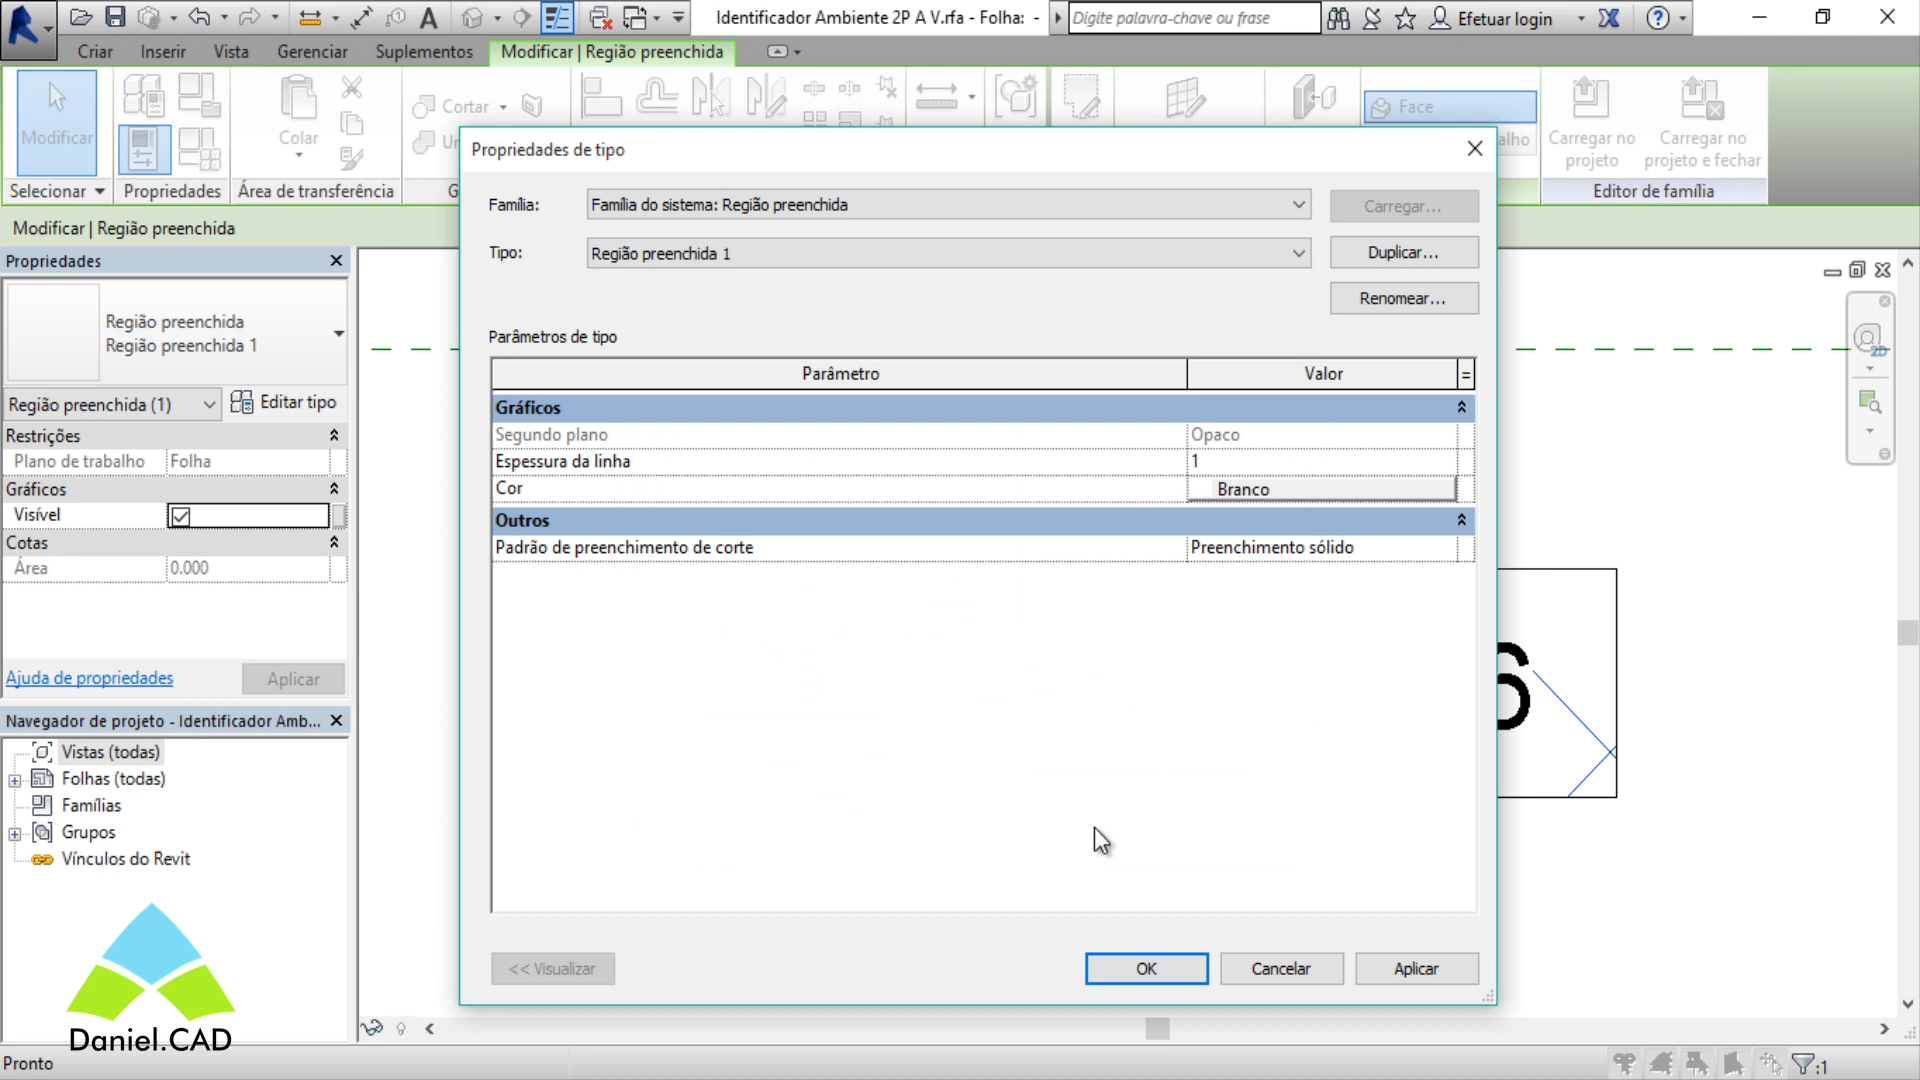 Identificador Ambiente 2P A V.rfa - Folha: -
Digite palavra-chave ou frase
Efetuar login
Criar
Inserir
Vista
Gerenciar
Suplementos
Modificar | Região preenchida
Modificar
Colar
Cortar
Face
Carregar no projeto
Carregar no projeto e fechar
Selecionar
Propriedades
Área de transferência
Editor de família
Modificar | Região preenchida
Propriedades
Região preenchida
Região preenchida 1
Região preenchida (1)
Editar tipo
Restrições
Plano de trabalho
Folha
Gráficos
Visível
Cotas
Área
0.000
Ajuda de propriedades
Aplicar
Navegador de projeto - Identificador Amb...
Vistas (todas)
Folhas (todas)
Famílias
Grupos
Vínculos do Revit
Daniel.CAD
Pronto
Propriedades de tipo
Família:
Família do sistema: Região preenchida
Carregar...
Tipo:
Região preenchida 1
Duplicar...
Renomear...
Parâmetros de tipo
Parâmetro
Valor
=
Gráficos
Segundo plano
Opaco
Espessura da linha
1
Cor
Branco
Outros
Padrão de preenchimento de corte
Preenchimento sólido
<< Visualizar
OK
Cancelar
Aplicar
2D
6
:1